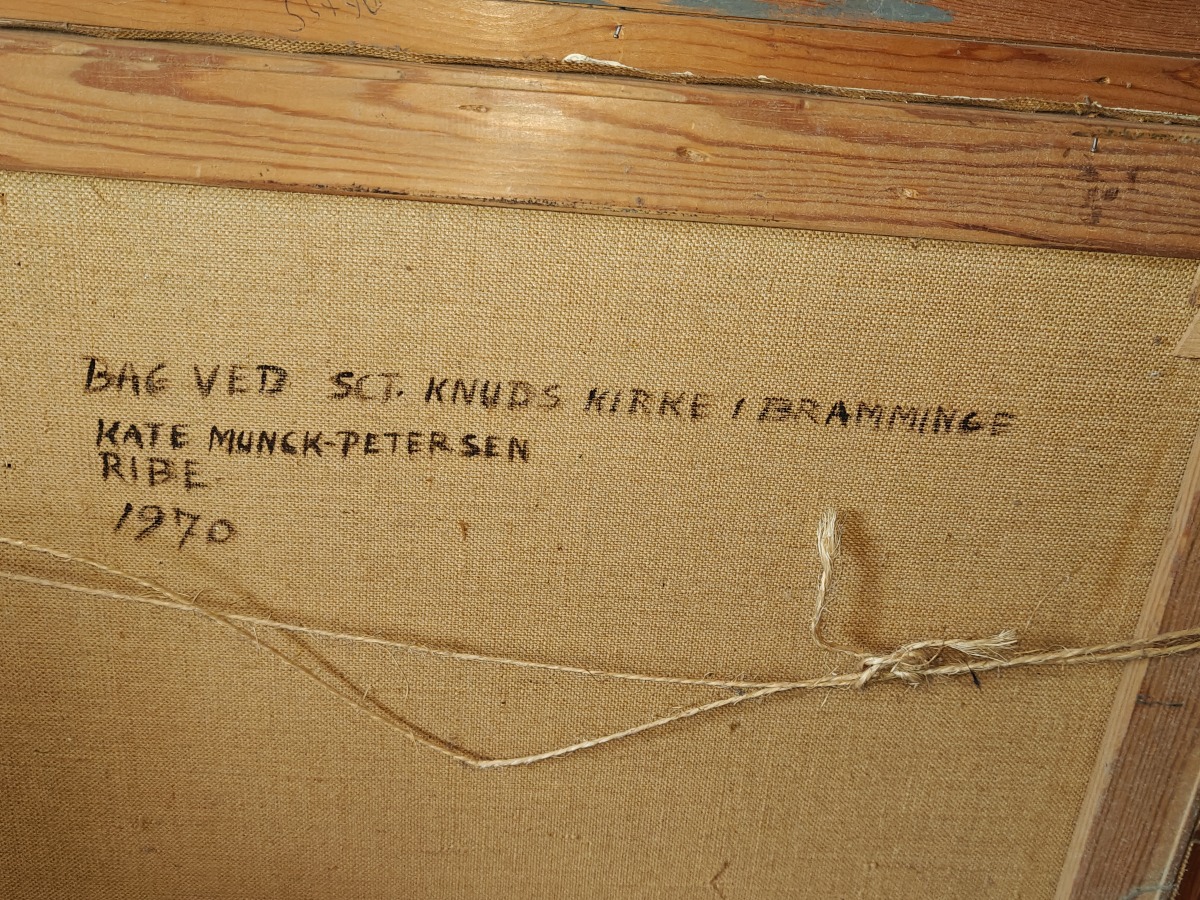 BAG VED SCT. KNUDS KIRKE I BRAMMINGE
KATE MUNCK-PETERSEN
RIBE
1970